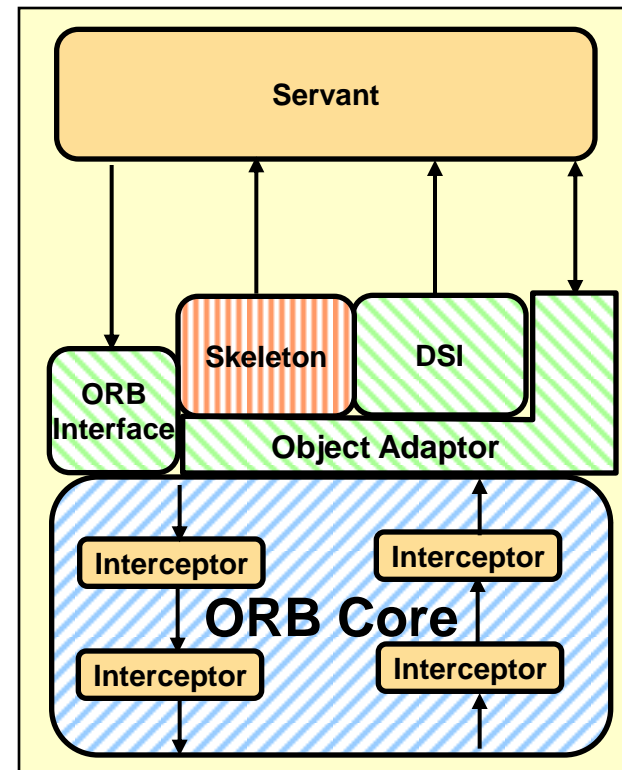 Servant
Skeleton
DSI
ORB
Interface
Object Adaptor
Interceptor
Interceptor
ORB Core
Interceptor
Interceptor